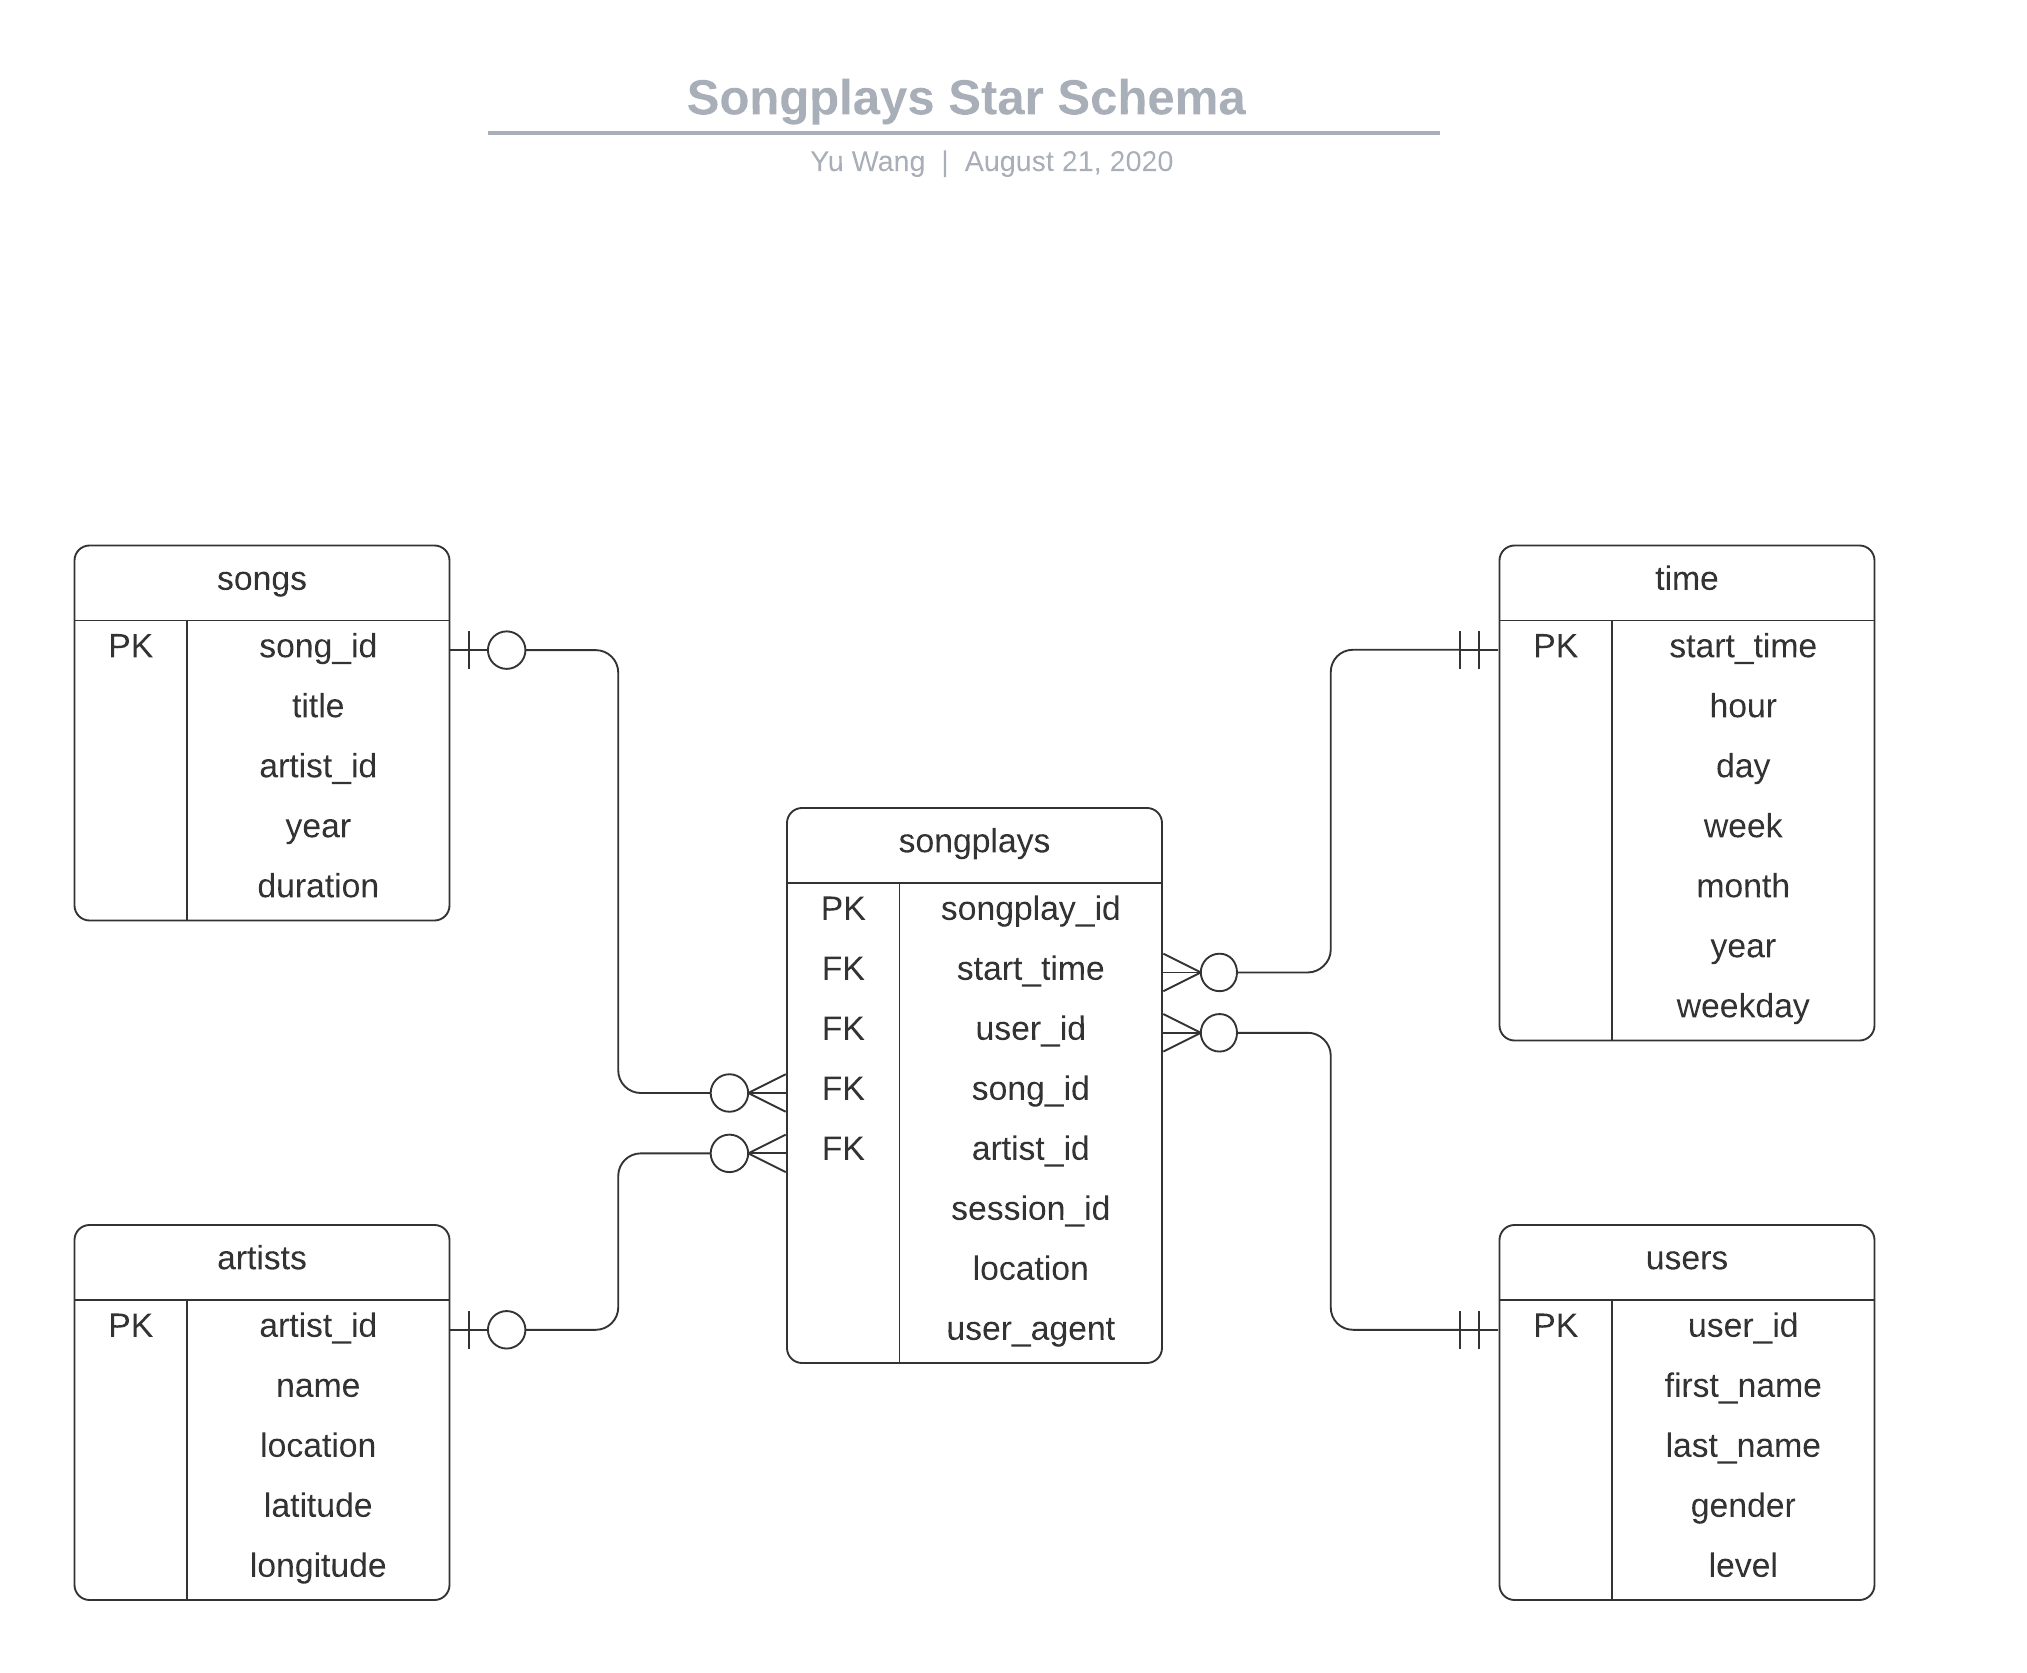 Songplays Star Schema
Yu Wang | August 21, 2020
songs
PK song_id
title
artist_id
year
duration
artists
PK artist_id
name
location
latitude
longitude
songplays
PK songplay_id
FK start_time
FK user_id
FK song_id
FK artist_id
session_id
location
user_agent
time
PK start_time
hour
day
week
month
year
weekday
users
PK user_id
first_name
last_name
gender
level